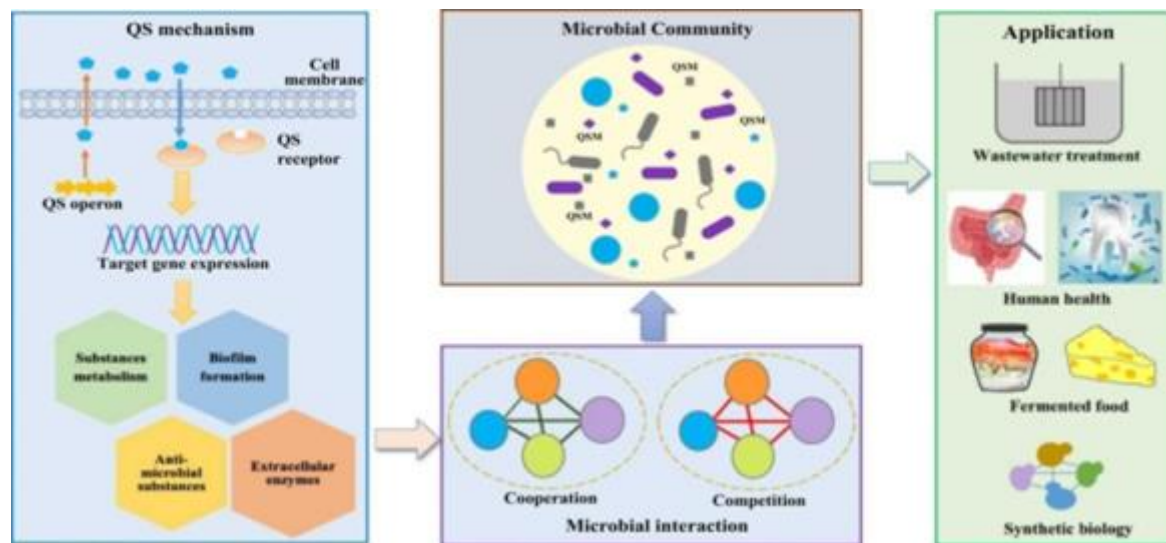 QS mechanism
Cell
membrane
QS
receptor
QS operon
Target gene expression
Substances
metabolism
Biofilm
formation
Anti-
microbial
substances
Extracellular
enzymes
Microbial Community
QSM
QSM
QSM
QSM
Cooperation
Competition
Microbial interaction
Application
Wastewater treatment
Human health
Fermented food
Synthetic biology